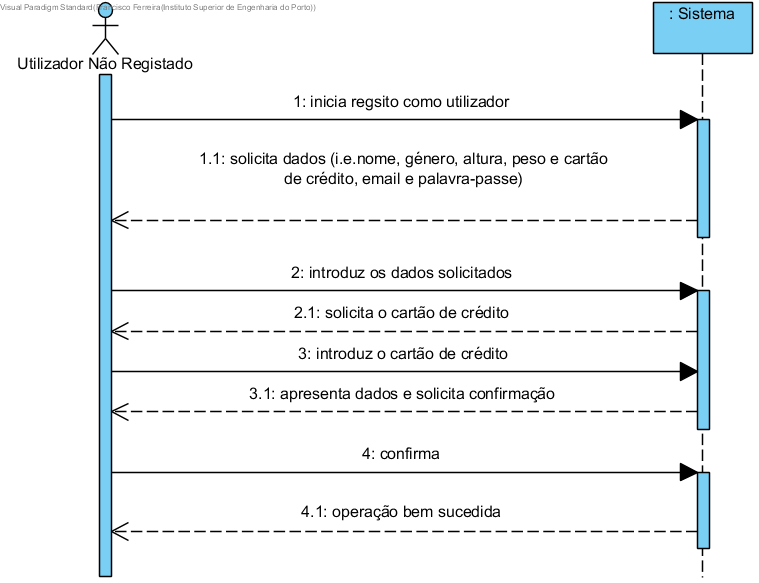 Visual Paradigm Standard(Francisco Ferreira(Instituto Superior de Engenharia do Porto))
: Sistema
Utilizador Não Registado
1: inicia regsito como utilizador
1.1: solicita dados (i.e.nome, género, altura, peso e cartão
de crédito, email e palavra-passe)
2: introduz os dados solicitados
2.1: solicita o cartão de crédito
3: introduz o cartão de crédito
3.1: apresenta dados e solicita confirmação
4: confirma
4.1: operação bem sucedida